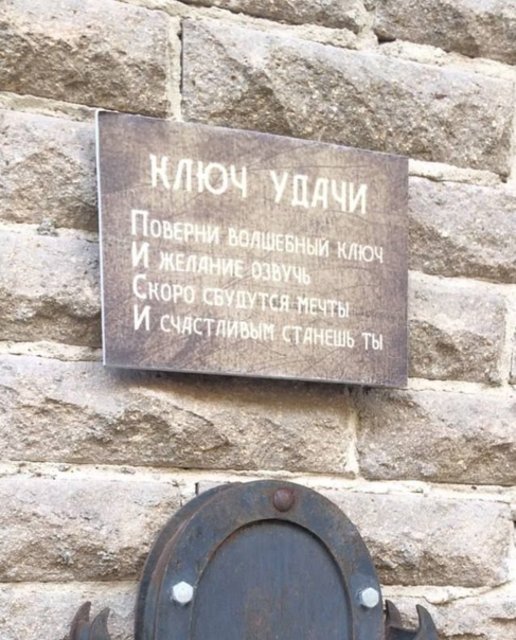 КЛЮЧ УДАЧИ
ПОВЕРНИ ВОЛШЕБНЫЙ КЛЮЧ
И ЖЕЛАНИЕ ОЗВУЧЬ
СКОРО СБУДУТСЯ МЕЧТЫ
И СЧАСТЛИВЫМ СТАНЕШЬ ТЫ